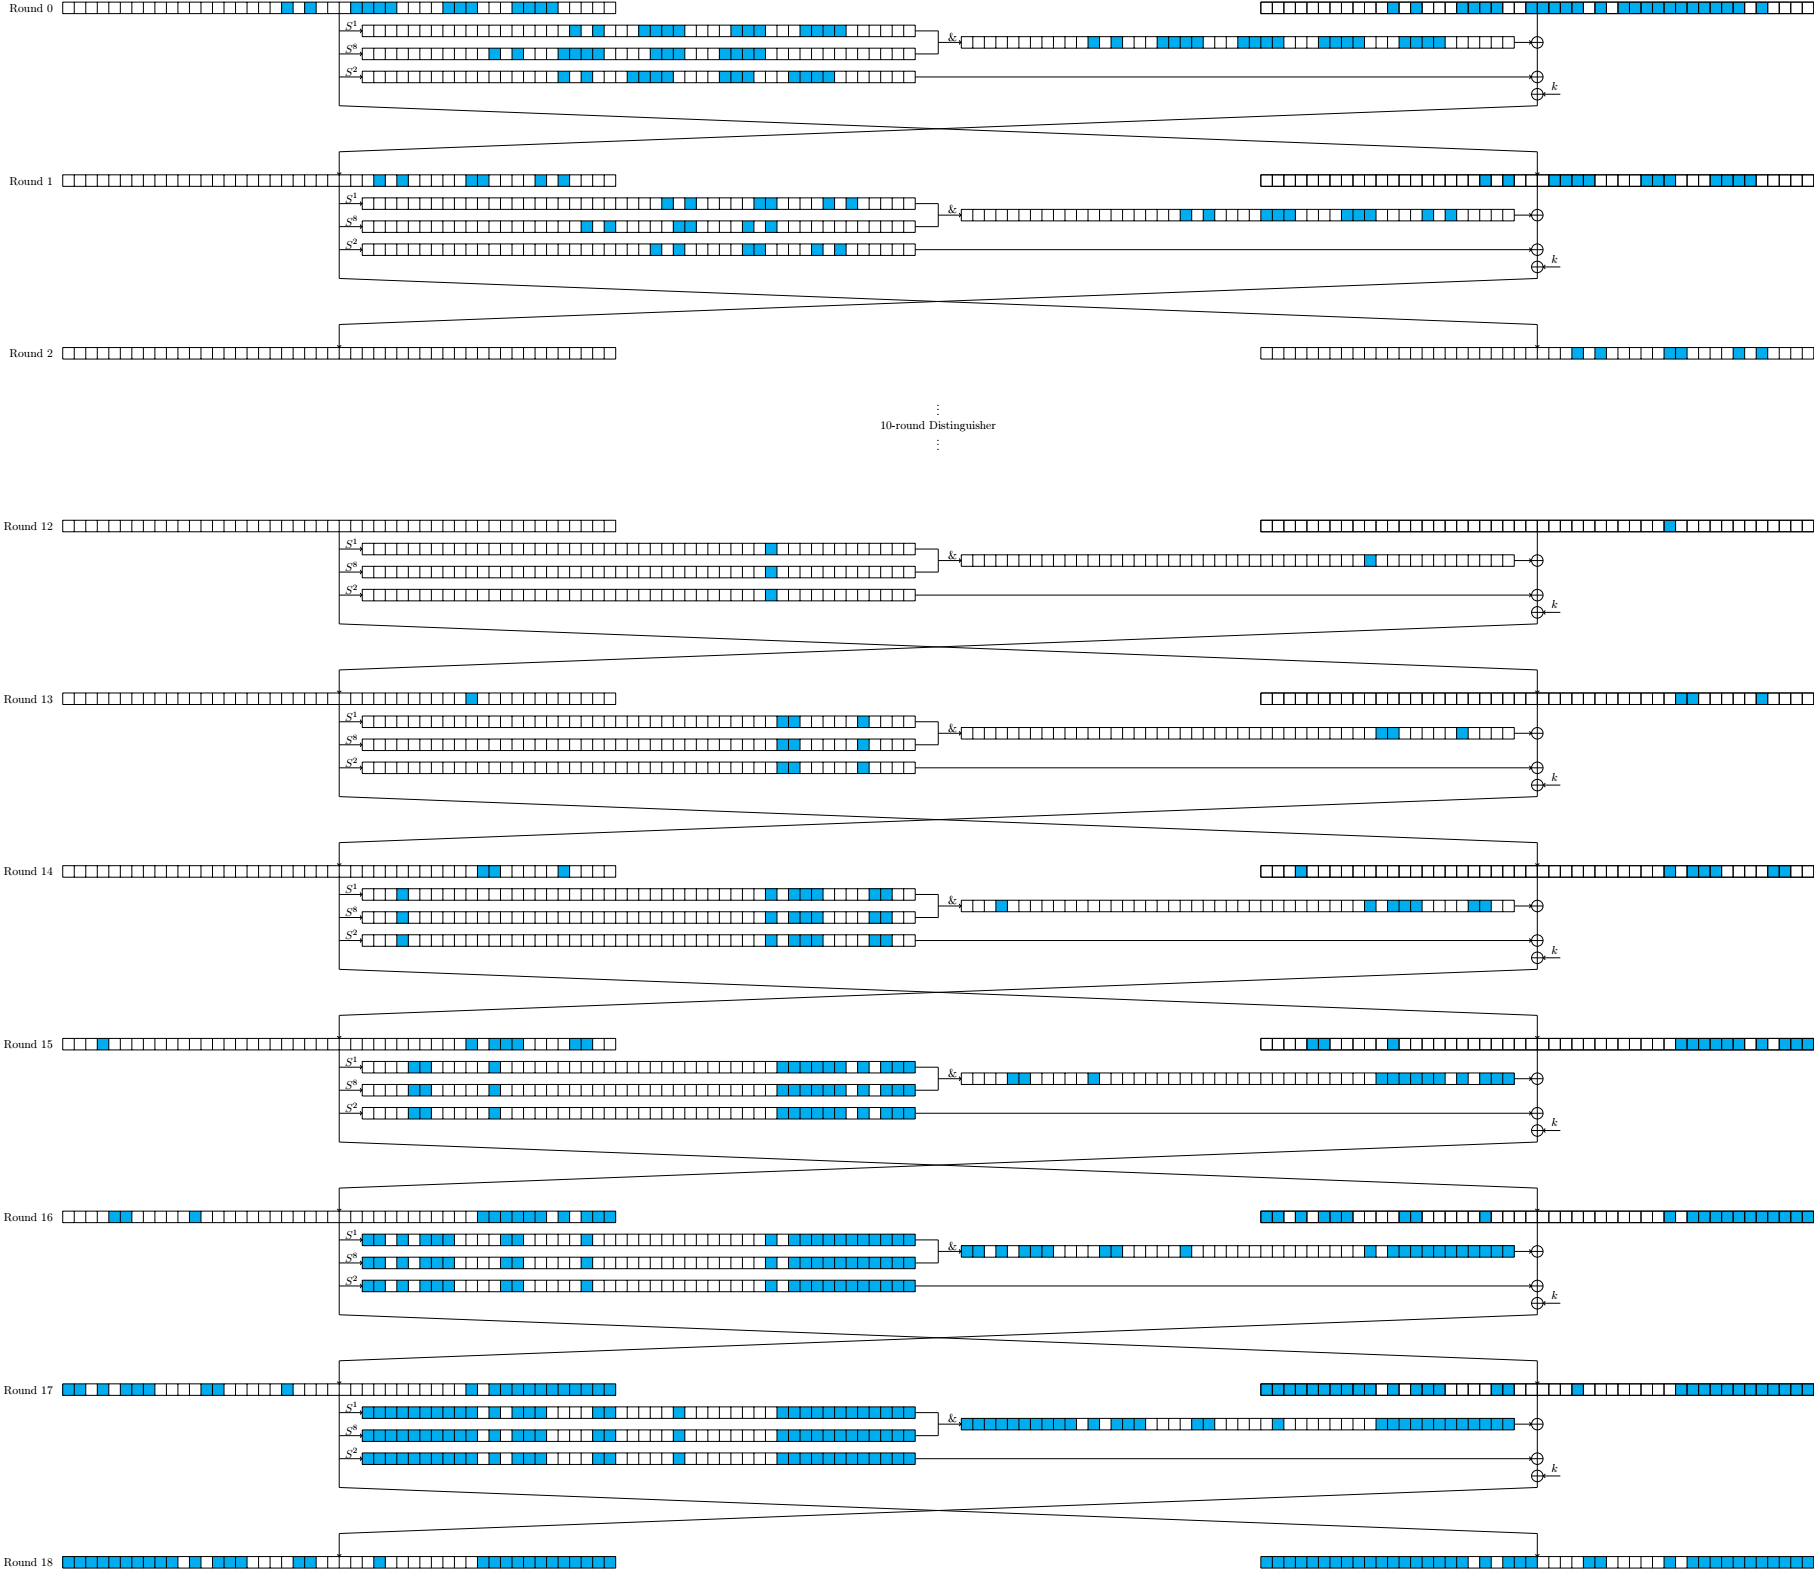 Round 0
S¹
&
S⁸
S²
k
Round 1
S¹
&
S⁸
S²
k
Round 2
⋮
10-round Distinguisher
⋮
Round 12
S¹
&
S⁸
S²
k
Round 13
S¹
&
S⁸
S²
k
Round 14
S¹
&
S⁸
S²
k
Round 15
S¹
&
S⁸
S²
k
Round 16
S¹
&
S⁸
S²
k
Round 17
S¹
&
S⁸
S²
k
Round 18